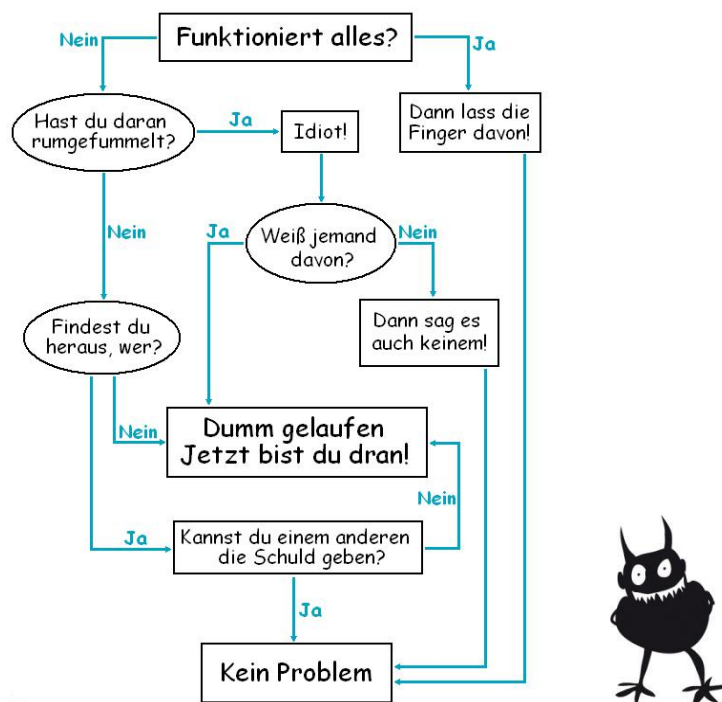 Funktioniert alles?
Nein
Ja
Hast du daran
rumgefummelt?
Ja
Idiot!
Dann lass die
Finger davon!
Nein
Ja
Weiß jemand
davon?
Nein
Findest du
heraus, wer?
Dann sag es
auch keinem!
Nein
Dumm gelaufen
Jetzt bist du dran!
Nein
Ja
Kannst du einem anderen
die Schuld geben?
Ja
Kein Problem